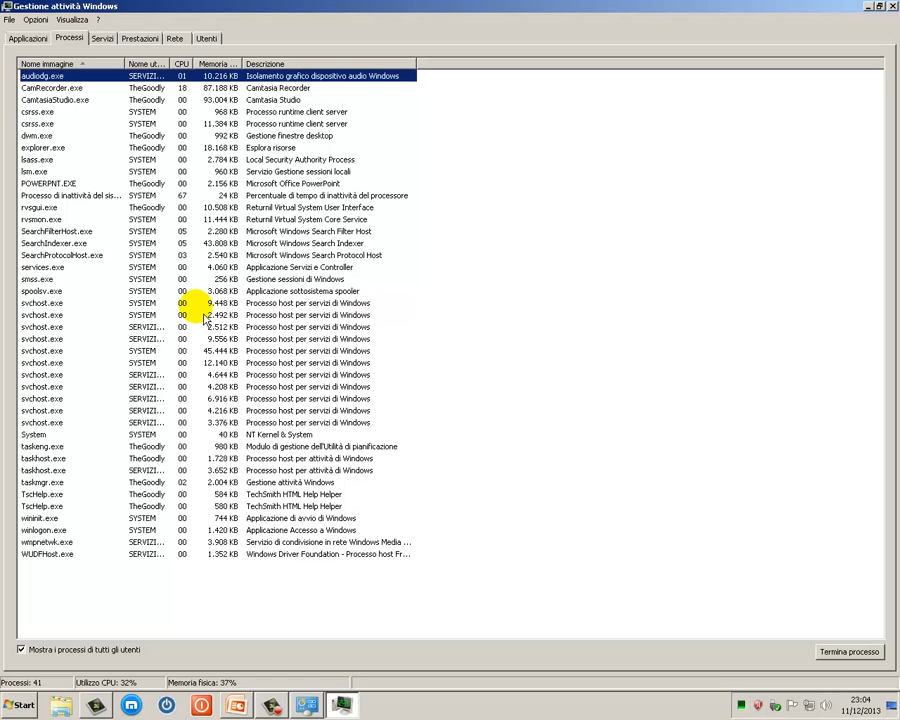 Gestione attività Windows
File Opzioni Visualizza ?
Applicazioni Processi Servizi Prestazioni Rete Utenti
Nome immagine Nome ut... CPU Memoria ... Descrizione
audiodg.exe SERVIZI... 01 10.216 KB Isolamento grafico dispositivo audio Windows
CamRecorder.exe TheGoodly 18 87.188 KB Camtasia Recorder
CamtasiaStudio.exe TheGoodly 00 93.004 KB Camtasia Studio
csrss.exe SYSTEM 00 968 KB Processo runtime client server
csrss.exe SYSTEM 00 11.384 KB Processo runtime client server
dwm.exe TheGoodly 00 992 KB Gestione finestre desktop
explorer.exe TheGoodly 00 18.168 KB Esplora risorse
lsass.exe SYSTEM 00 2.784 KB Local Security Authority Process
lsm.exe SYSTEM 00 960 KB Servizio Gestione sessioni locali
POWERPNT.EXE TheGoodly 00 2.156 KB Microsoft Office PowerPoint
Processo di inattività del sis... SYSTEM 67 24 KB Percentuale di tempo di inattività del processore
rvsgui.exe TheGoodly 00 10.508 KB Returnil Virtual System User Interface
rvsmon.exe SYSTEM 00 11.444 KB Returnil Virtual System Core Service
SearchFilterHost.exe SYSTEM 05 2.280 KB Microsoft Windows Search Filter Host
SearchIndexer.exe SYSTEM 05 43.808 KB Microsoft Windows Search Indexer
SearchProtocolHost.exe SYSTEM 03 2.540 KB Microsoft Windows Search Protocol Host
services.exe SYSTEM 00 4.060 KB Applicazione Servizi e Controller
smss.exe SYSTEM 00 256 KB Gestione sessioni di Windows
spoolsv.exe SYSTEM 00 3.068 KB Applicazione sottosistema spooler
svchost.exe SYSTEM 00 9.448 KB Processo host per servizi di Windows
svchost.exe SYSTEM 00 2.492 KB Processo host per servizi di Windows
svchost.exe SERVIZI... 00 2.512 KB Processo host per servizi di Windows
svchost.exe SERVIZI... 00 9.556 KB Processo host per servizi di Windows
svchost.exe SYSTEM 00 45.444 KB Processo host per servizi di Windows
svchost.exe SYSTEM 00 12.140 KB Processo host per servizi di Windows
svchost.exe SERVIZI... 00 4.644 KB Processo host per servizi di Windows
svchost.exe SERVIZI... 00 4.208 KB Processo host per servizi di Windows
svchost.exe SERVIZI... 00 6.916 KB Processo host per servizi di Windows
svchost.exe SERVIZI... 00 4.216 KB Processo host per servizi di Windows
svchost.exe SERVIZI... 00 3.376 KB Processo host per servizi di Windows
System SYSTEM 00 40 KB NT Kernel & System
taskeng.exe TheGoodly 00 980 KB Modulo di gestione dell'Utilità di pianificazione
taskhost.exe TheGoodly 00 1.728 KB Processo host per attività di Windows
taskhost.exe SERVIZI... 00 3.652 KB Processo host per attività di Windows
taskmgr.exe TheGoodly 02 2.004 KB Gestione attività Windows
TscHelp.exe TheGoodly 00 584 KB TechSmith HTML Help Helper
TscHelp.exe TheGoodly 00 580 KB TechSmith HTML Help Helper
wininit.exe SYSTEM 00 744 KB Applicazione di avvio di Windows
winlogon.exe SYSTEM 00 1.420 KB Applicazione Accesso a Windows
wmpnetwk.exe SERVIZI... 00 3.908 KB Servizio di condivisione in rete Windows Media ...
WUDFHost.exe SERVIZI... 00 1.352 KB Windows Driver Foundation - Processo host Fr...
Mostra i processi di tutti gli utenti
Termina processo
Processi: 41 Utilizzo CPU: 32% Memoria fisica: 37%
Start
23:04
11/12/2013